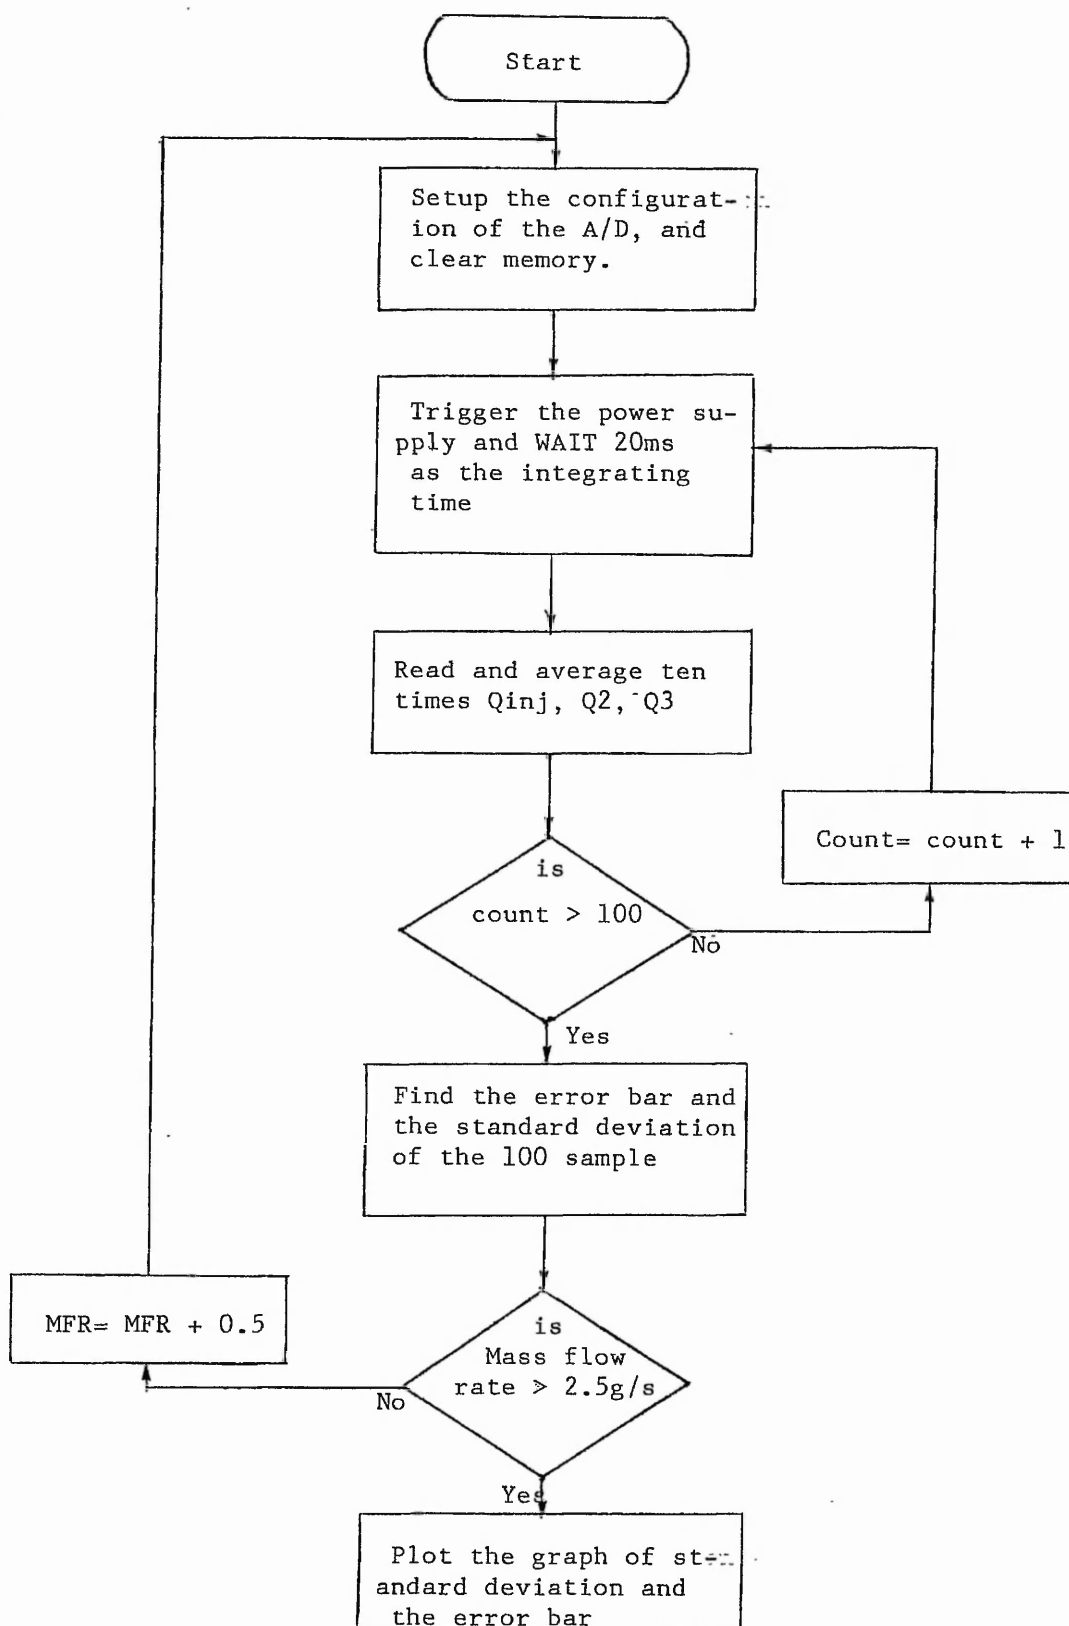 Start
Setup the configurat-
ion of the A/D, and
clear memory.
Trigger the power su-
pply and WAIT 20ms
as the integrating
time
Read and average ten
times Qinj, Q2, Q3
Count= count + 1
is
count > 100
No
Yes
Find the error bar and
the standard deviation
of the 100 sample
MFR= MFR + 0.5
is
Mass flow
rate > 2.5g/s
No
Yes
Plot the graph of st-
andard deviation and
the error bar